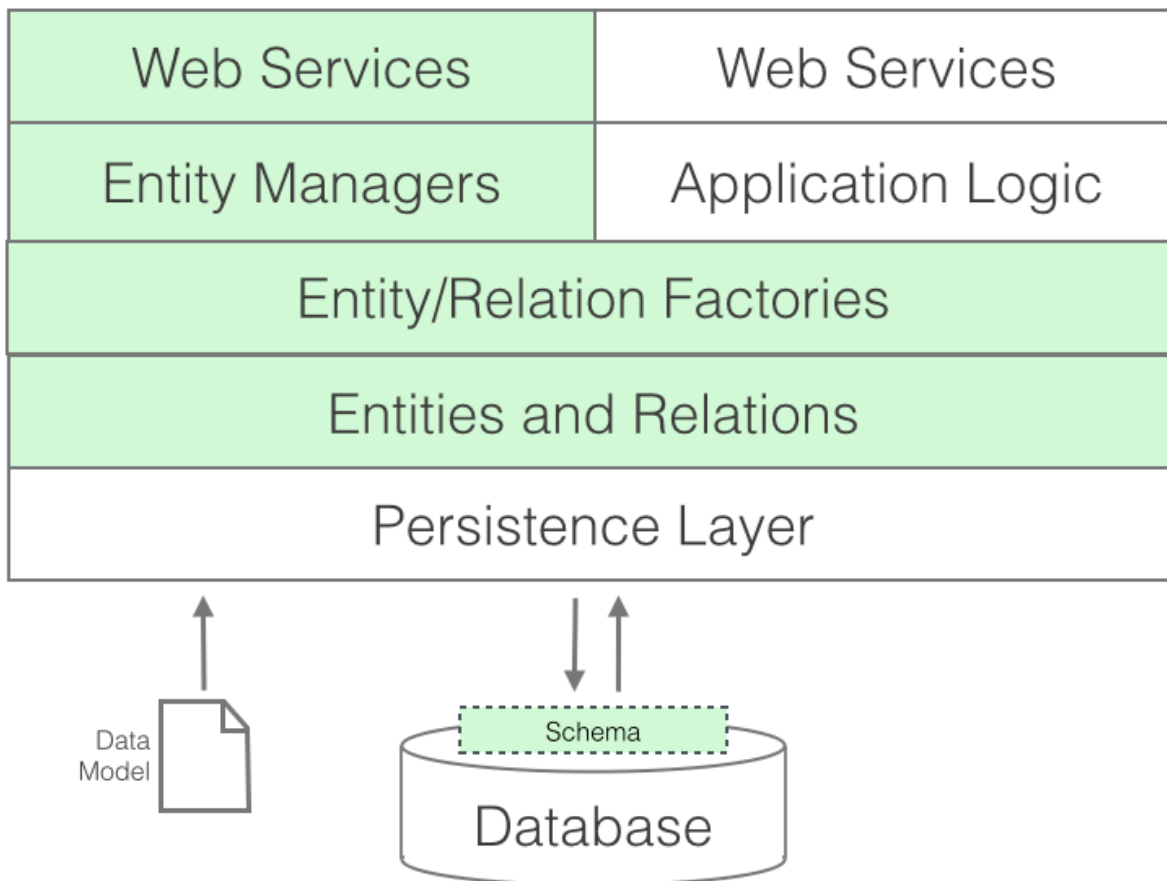 Web Services
Web Services
Entity Managers
Application Logic
Entity/Relation Factories
Entities and Relations
Persistence Layer
Data
Model
Schema
Database